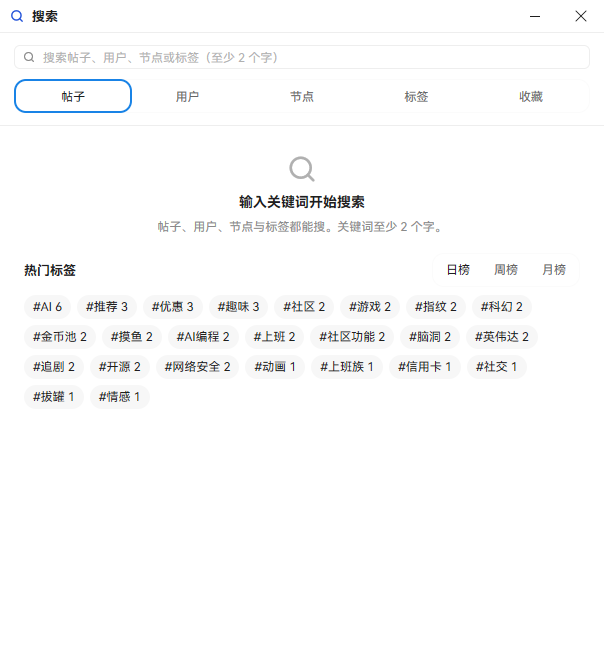 搜索
搜索帖子、用户、节点或标签（至少 2 个字）
帖子 用户 节点 标签 收藏
输入关键词开始搜索
帖子、用户、节点与标签都能搜。关键词至少 2 个字。
热门标签 日榜 周榜 月榜
#AI 6 #推荐 3 #优惠 3 #趣味 3 #社区 2 #游戏 2 #指纹 2 #科幻 2
#金币池 2 #摸鱼 2 #AI编程 2 #上班 2 #社区功能 2 #脑洞 2 #英伟达 2
#追剧 2 #开源 2 #网络安全 2 #动画 1 #上班族 1 #信用卡 1 #社交 1
#拔罐 1 #情感 1